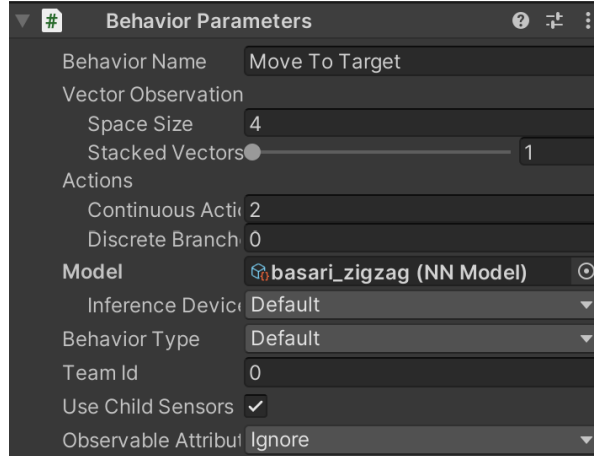 # Behavior Parameters
Behavior Name Move To Target
Vector Observation
Space Size 4
Stacked Vectors 1
Actions
Continuous Acti 2
Discrete Branch 0
Model basari_zigzag (NN Model)
Inference Devic Default
Behavior Type Default
Team Id 0
Use Child Sensors
Observable Attribut Ignore